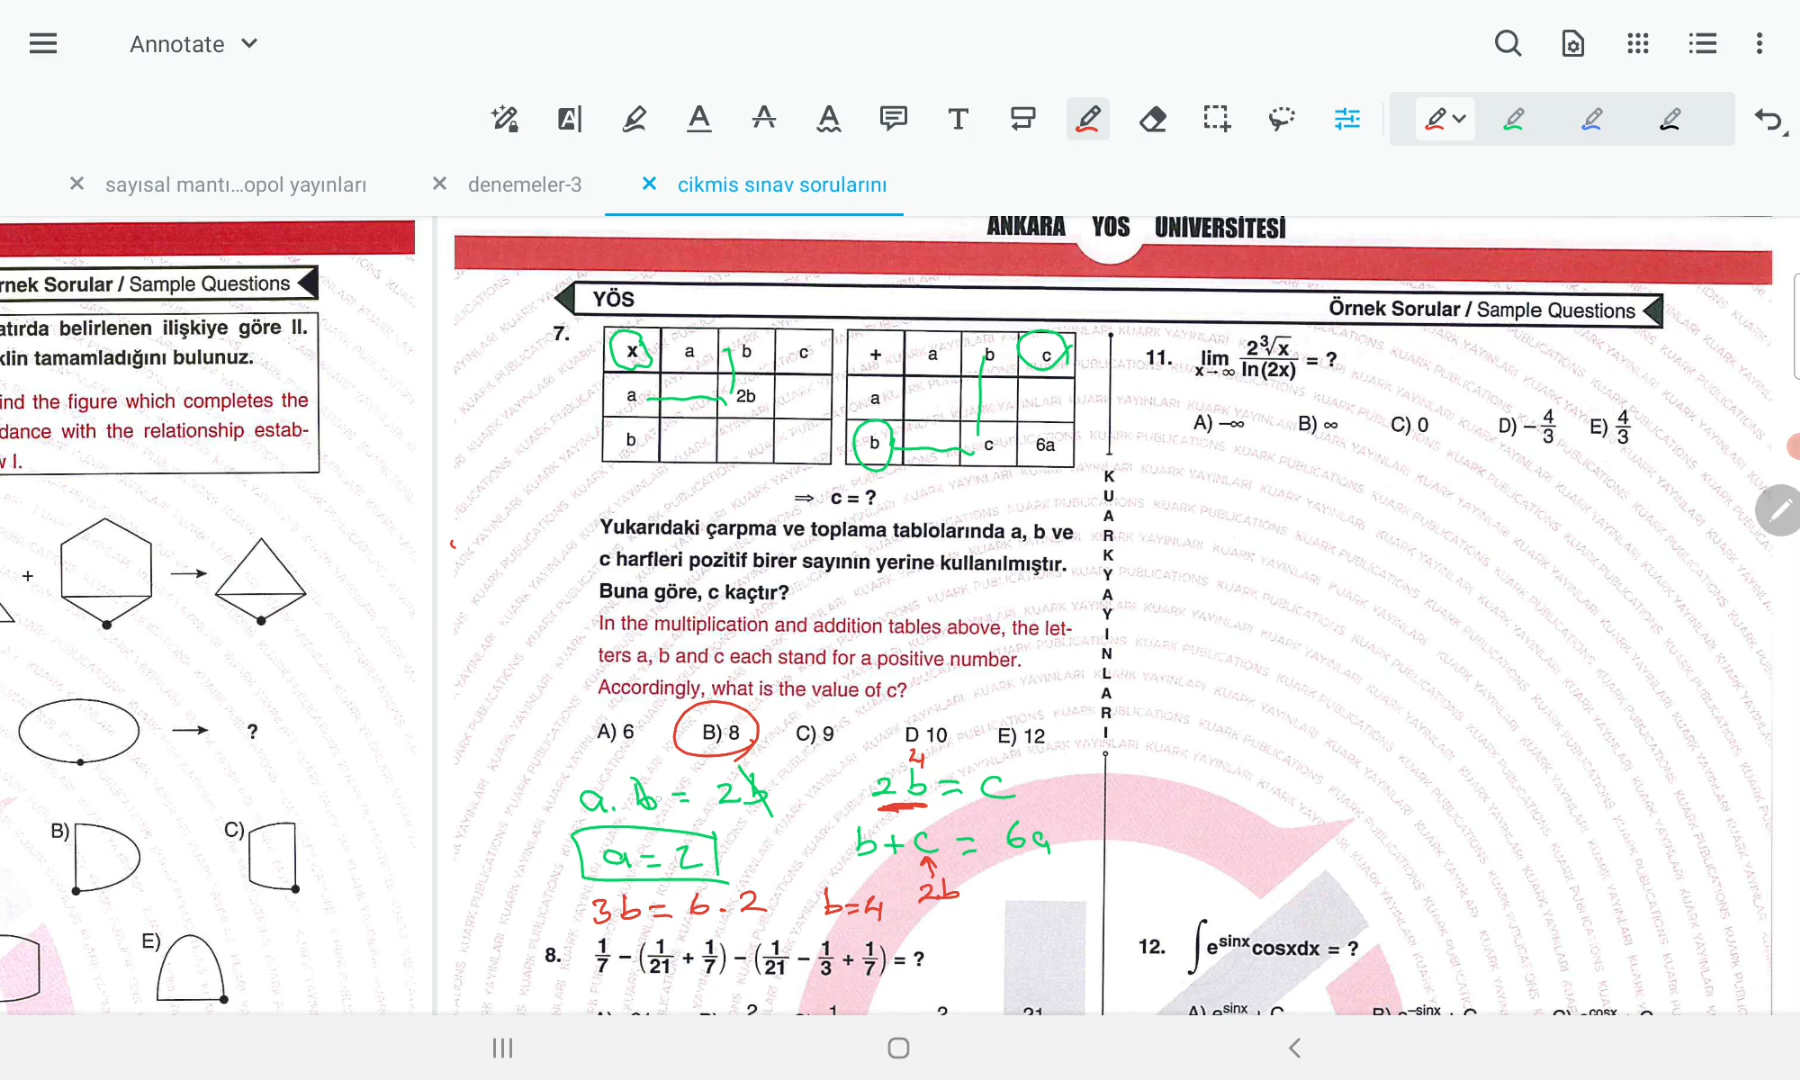 Annotate
sayısal mantı...opol yayınları
denemeler-3
cikmis sınav sorularını
ANKARA YÖS ÜNİVERSİTESİ
rnek Sorular / Sample Questions
atırda belirlenen ilişkiye göre II.
klin tamamladığını bulunuz.
ind the figure which completes the
dance with the relationship estab-
w I.
+
?
B)
C)
E)
YÖS
Örnek Sorular / Sample Questions
7.
x a b c
a 2b
b
+ a b c
a
b c 6a
⇒ c = ?
Yukarıdaki çarpma ve toplama tablolarında a, b ve
c harfleri pozitif birer sayının yerine kullanılmıştır.
Buna göre, c kaçtır?
In the multiplication and addition tables above, the let-
ters a, b and c each stand for a positive number.
Accordingly, what is the value of c?
A) 6 B) 8 C) 9 D 10 E) 12
a. b = 2b
a = 2
3b = 6 . 2 b = 4
4
2b = c
b + c = 6a
2b
8. 1/7 - (1/21 + 1/7) - (1/21 - 1/3 + 1/7) = ?
KUARK YAYINLARI
11. lim x→∞ 2∛x / ln(2x) = ?
A) -∞ B) ∞ C) 0 D) -4/3 E) 4/3
12. ∫ e^sinx cosxdx = ?
KUARK YAYINLARI KUARK PUBLICATIONS